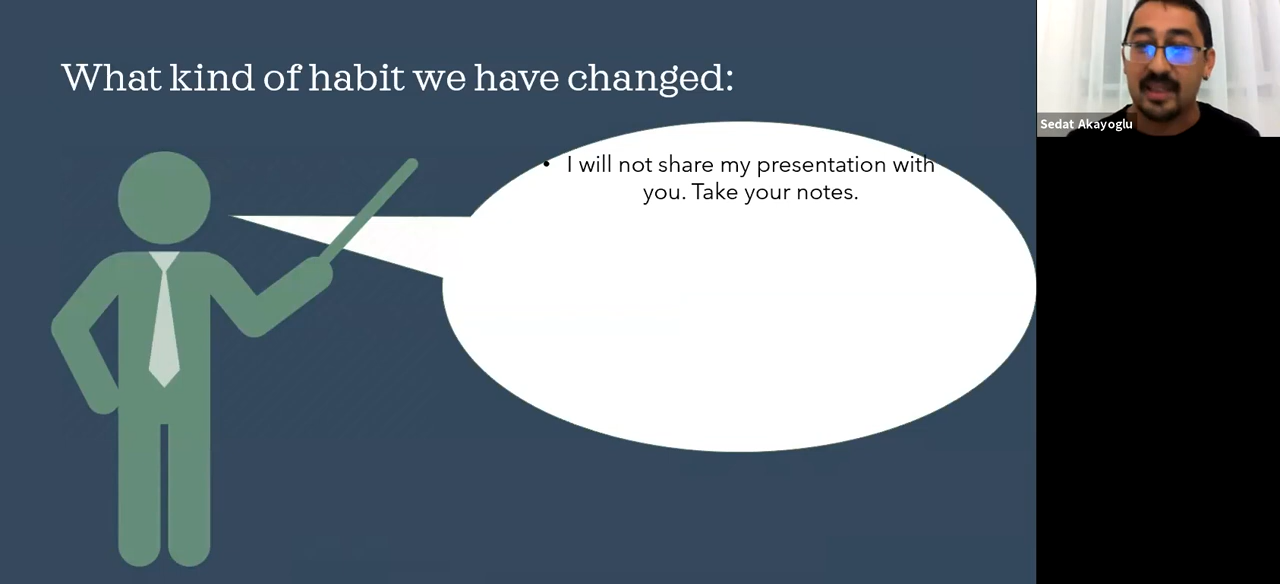 What kind of habit we have changed:
• I will not share my presentation with
you. Take your notes.
Sedat Akayoglu